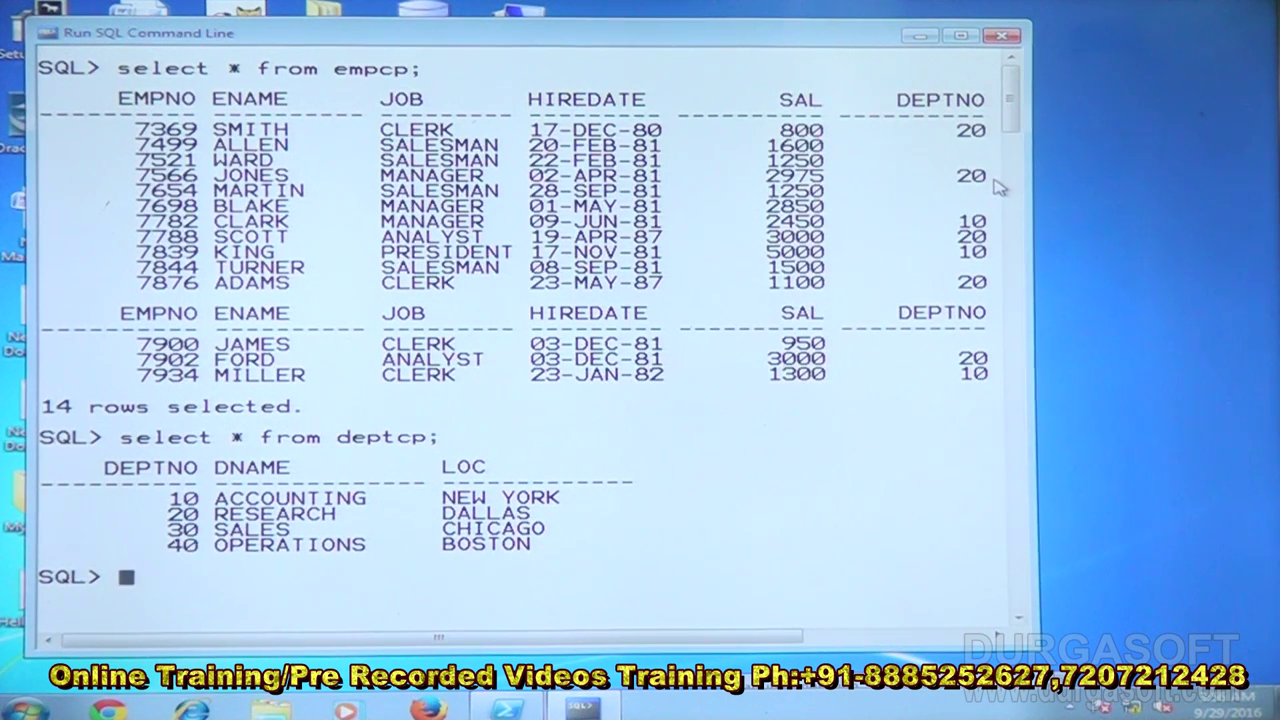 Run SQL Command Line
SQL> select * from empcp;
EMPNO ENAME JOB HIREDATE SAL DEPTNO
7369 SMITH CLERK 17-DEC-80 800 20
7499 ALLEN SALESMAN 20-FEB-81 1600
7521 WARD SALESMAN 22-FEB-81 1250
7566 JONES MANAGER 02-APR-81 2975 20
7654 MARTIN SALESMAN 28-SEP-81 1250
7698 BLAKE MANAGER 01-MAY-81 2850
7782 CLARK MANAGER 09-JUN-81 2450 10
7788 SCOTT ANALYST 19-APR-87 3000 20
7839 KING PRESIDENT 17-NOV-81 5000 10
7844 TURNER SALESMAN 08-SEP-81 1500
7876 ADAMS CLERK 23-MAY-87 1100 20
EMPNO ENAME JOB HIREDATE SAL DEPTNO
7900 JAMES CLERK 03-DEC-81 950
7902 FORD ANALYST 03-DEC-81 3000 20
7934 MILLER CLERK 23-JAN-82 1300 10
14 rows selected.
SQL> select * from deptcp;
DEPTNO DNAME LOC
10 ACCOUNTING NEW YORK
20 RESEARCH DALLAS
30 SALES CHICAGO
40 OPERATIONS BOSTON
SQL>
DURGASOFT
Online Training/Pre Recorded Videos Training Ph:+91-8885252627,7207212428
www.durgasoft.com
9/29/2016